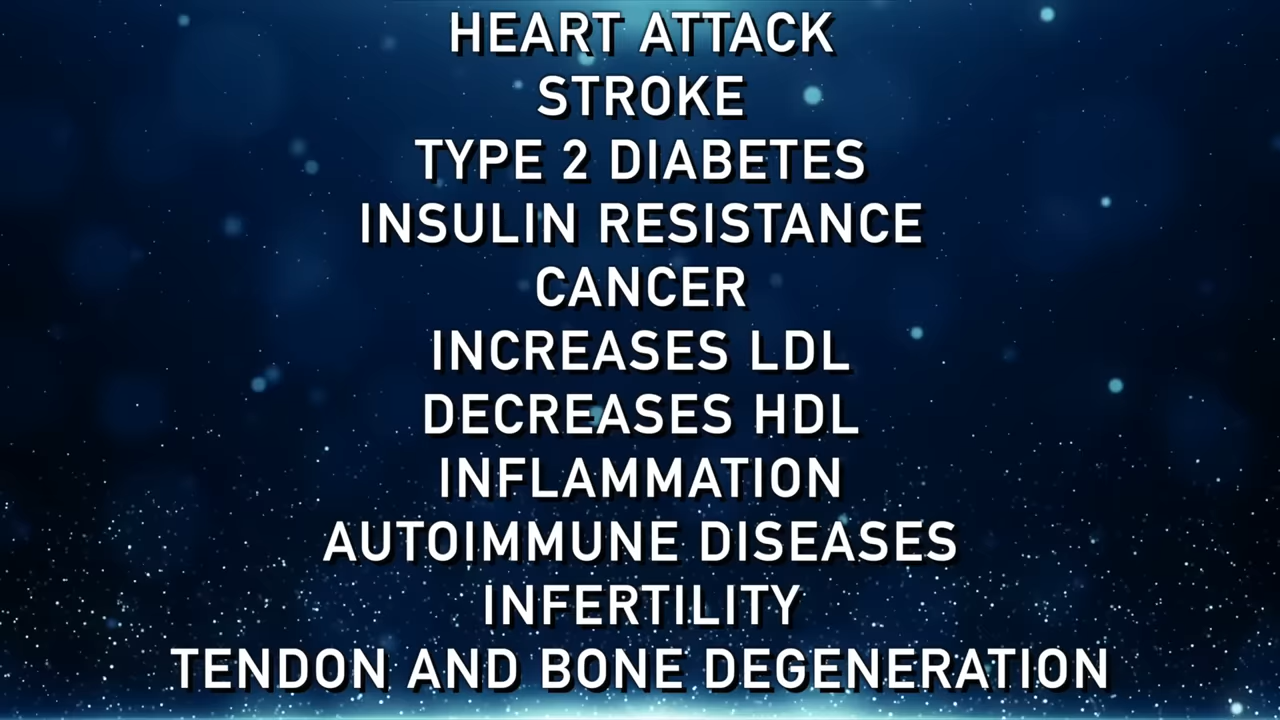 HEART ATTACK
STROKE
TYPE 2 DIABETES
INSULIN RESISTANCE
CANCER
INCREASES LDL
DECREASES HDL
INFLAMMATION
AUTOIMMUNE DISEASES
INFERTILITY
TENDON AND BONE DEGENERATION